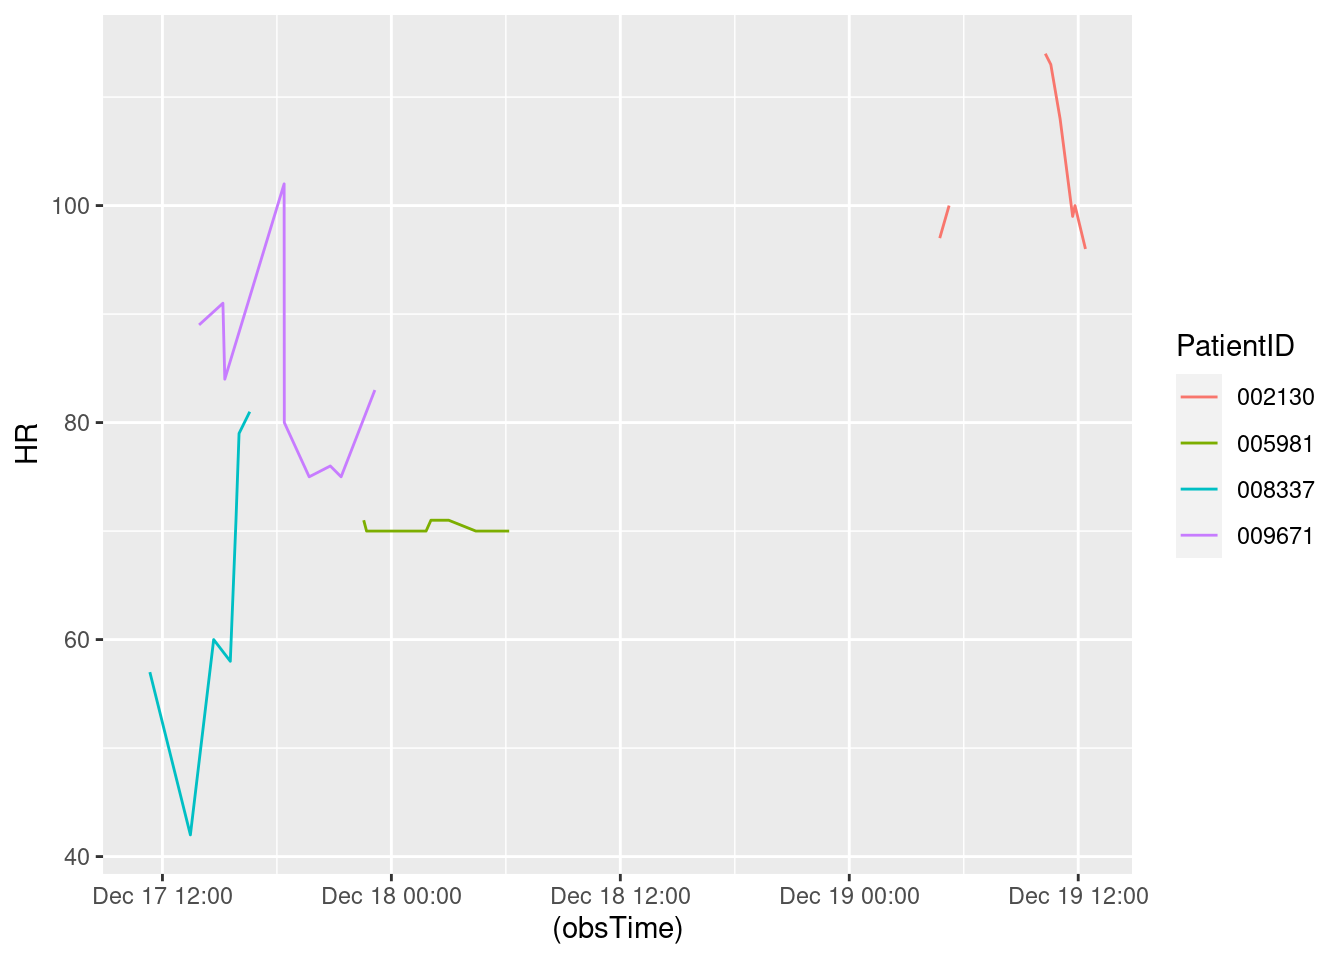 HR
100
80
60
40
Dec 17 12:00
Dec 18 00:00
Dec 18 12:00
Dec 19 00:00
Dec 19 12:00
(obsTime)
PatientID
002130
005981
008337
009671